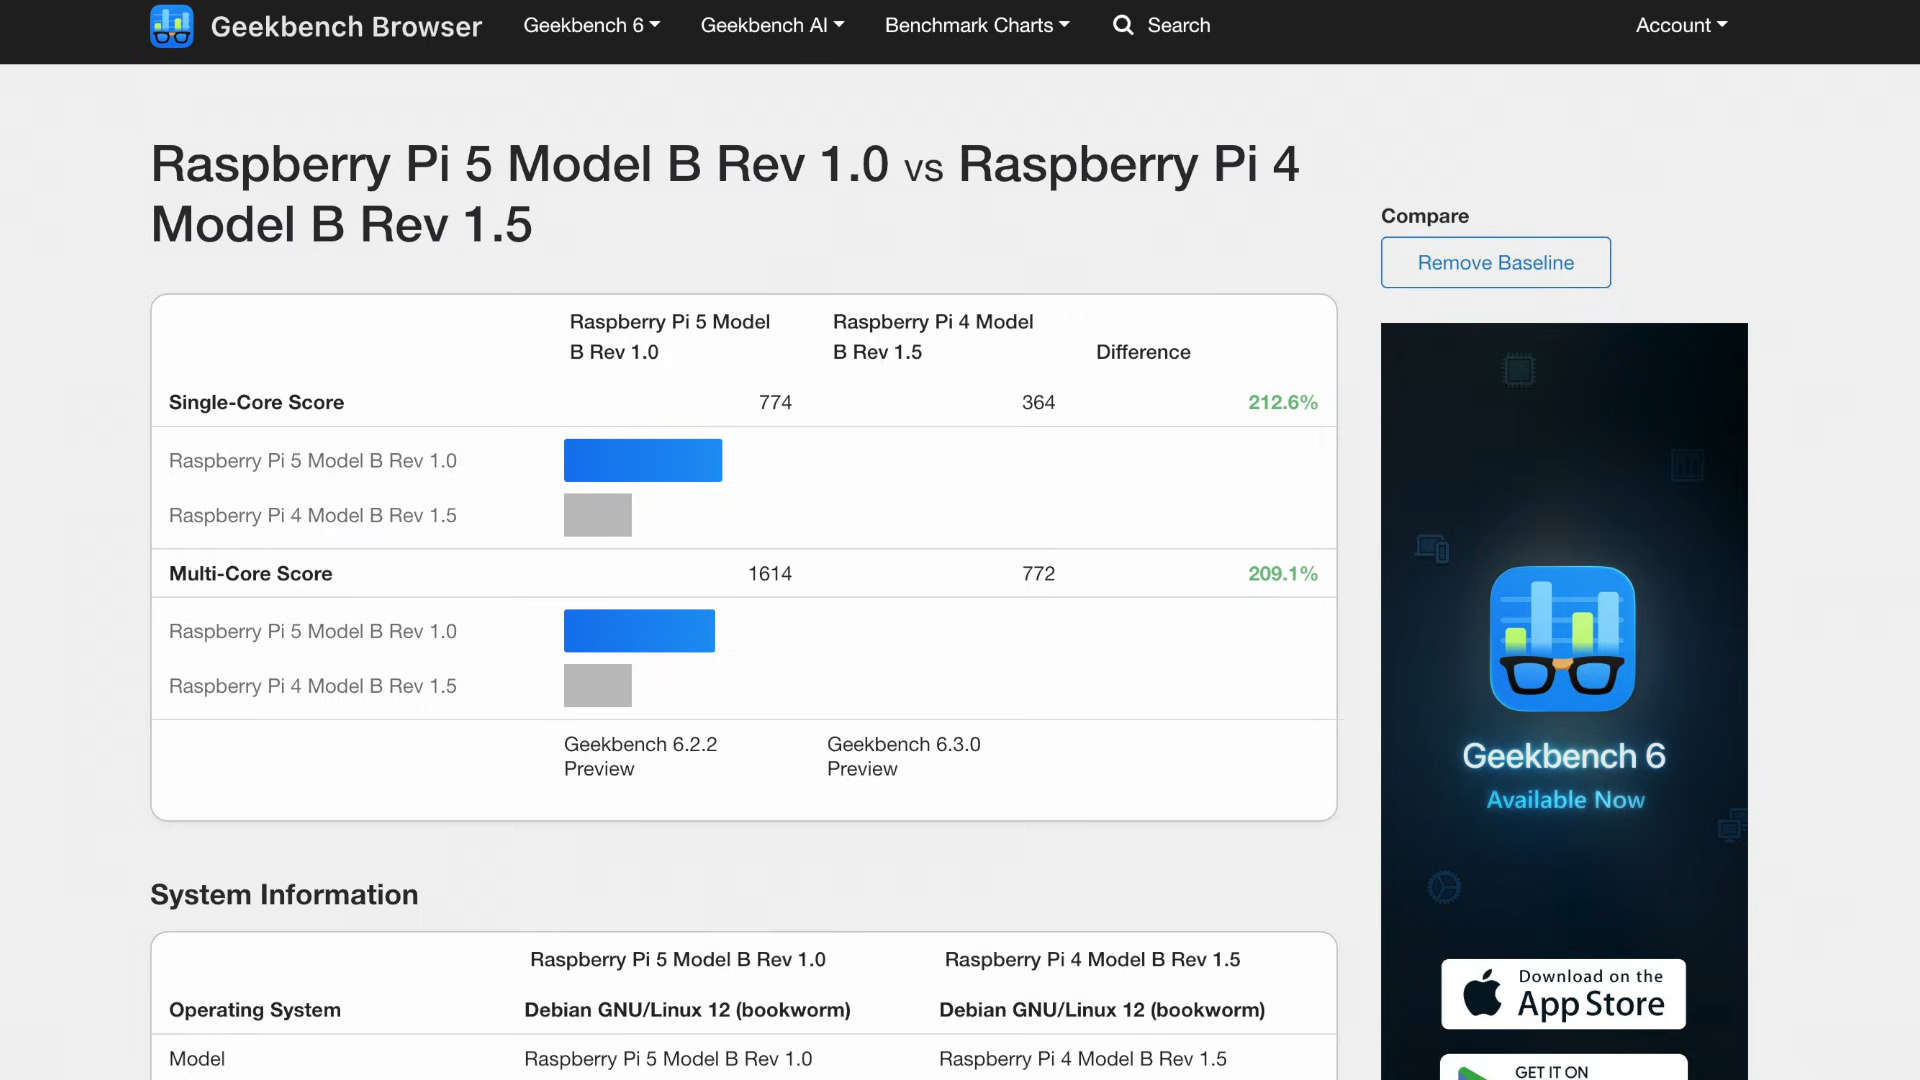 Geekbench Browser
Geekbench 6
Geekbench AI
Benchmark Charts
Search
Account
Raspberry Pi 5 Model B Rev 1.0 vs Raspberry Pi 4
Model B Rev 1.5
Compare
Remove Baseline
Raspberry Pi 5 Model
B Rev 1.0
Raspberry Pi 4 Model
B Rev 1.5
Difference
Single-Core Score 774 364 212.6%
Raspberry Pi 5 Model B Rev 1.0
Raspberry Pi 4 Model B Rev 1.5
Multi-Core Score 1614 772 209.1%
Raspberry Pi 5 Model B Rev 1.0
Raspberry Pi 4 Model B Rev 1.5
Geekbench 6.2.2
Preview
Geekbench 6.3.0
Preview
Geekbench 6
Available Now
Download on the
App Store
GET IT ON
System Information
Raspberry Pi 5 Model B Rev 1.0 Raspberry Pi 4 Model B Rev 1.5
Operating System Debian GNU/Linux 12 (bookworm) Debian GNU/Linux 12 (bookworm)
Model Raspberry Pi 5 Model B Rev 1.0 Raspberry Pi 4 Model B Rev 1.5